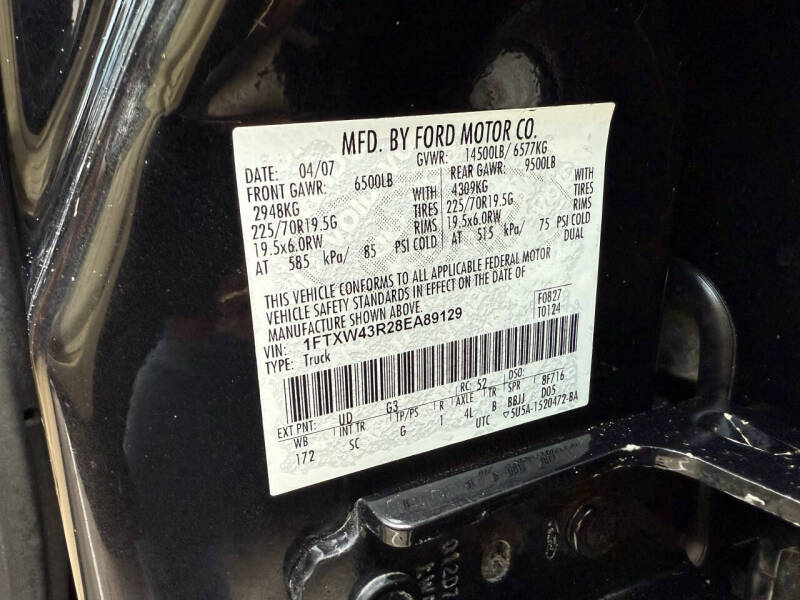 MFD. BY FORD MOTOR CO.
DATE: 04/07 GVWR: 14500LB/ 6577KG
FRONT GAWR: 6500LB REAR GAWR: 9500LB
2948KG WITH 4309KG WITH
225/70R19.5G TIRES 225/70R19.5G TIRES
19.5x6.0RW RIMS 19.5x6.0RW RIMS
AT 585 kPa/ 85 PSI COLD AT 515 kPa/ 75 PSI COLD
DUAL
THIS VEHICLE CONFORMS TO ALL APPLICABLE FEDERAL MOTOR
VEHICLE SAFETY STANDARDS IN EFFECT ON THE DATE OF
MANUFACTURE SHOWN ABOVE.
F0827
T0124
VIN: 1FTXW43R28EA89129
TYPE: Truck
EXT PNT: UD G3 RC: 52 DSO: 8F716
WB INT TR TP/PS R AXLE TR SPR D05
172 SC G 1 4L B BBJJ
UTC 5U5A-1520472-BA